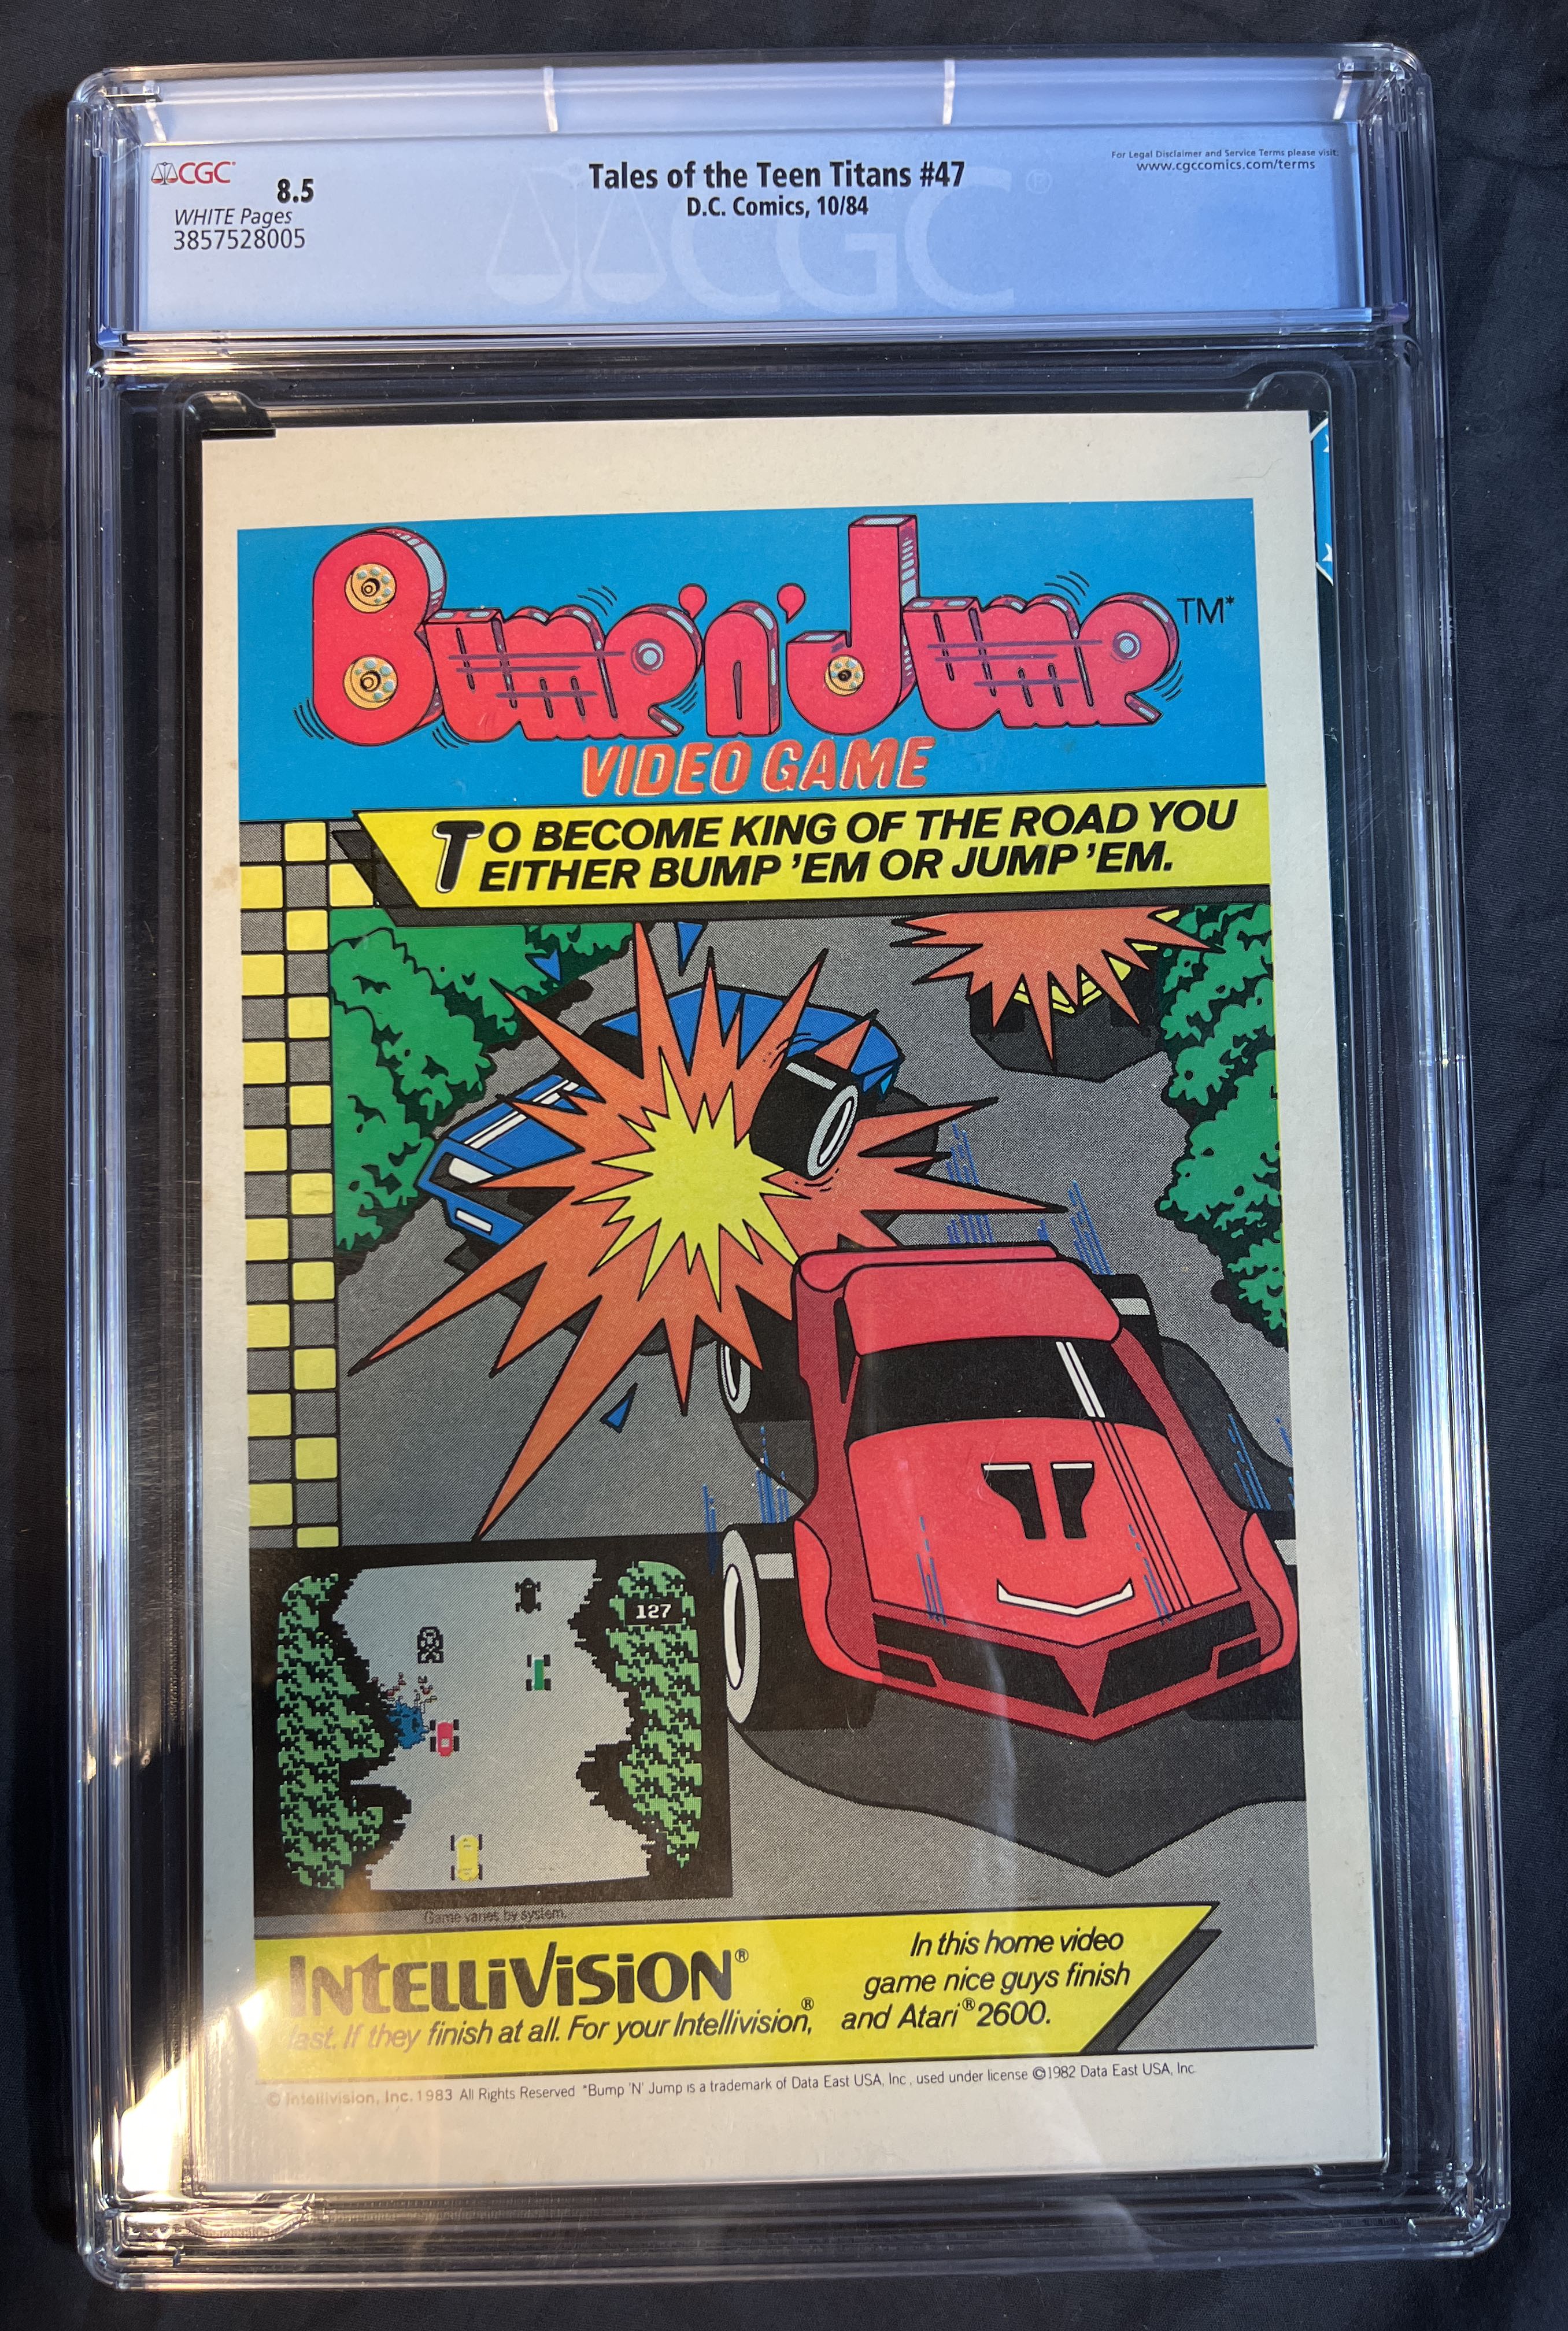 CGC®
8.5
WHITE Pages
3857528005
Tales of the Teen Titans #47
D.C. Comics, 10/84
For Legal Disclaimer and Service Terms please visit:
www.cgccomics.com/terms
CGC®
Bump 'n' Jump TM*
VIDEO GAME
TO BECOME KING OF THE ROAD YOU
EITHER BUMP 'EM OR JUMP 'EM.
127
Game varies by system.
INTELLIVISION®
In this home video
game nice guys finish
last. If they finish at all. For your Intellivision,® and Atari® 2600.
© Intellivision, Inc. 1983 All Rights Reserved *Bump 'N' Jump is a trademark of Data East USA, Inc., used under license ©1982 Data East USA, Inc.